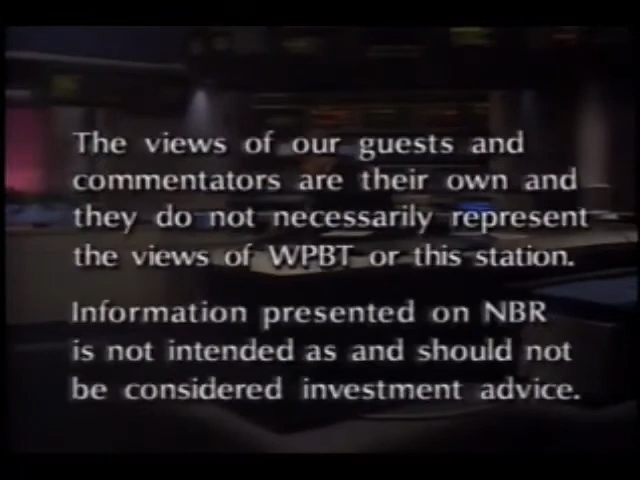 The views of our guests and
commentators are their own and
they do not necessarily represent
the views of WPBT or this station.
Information presented on NBR
is not intended as and should not
be considered investment advice.